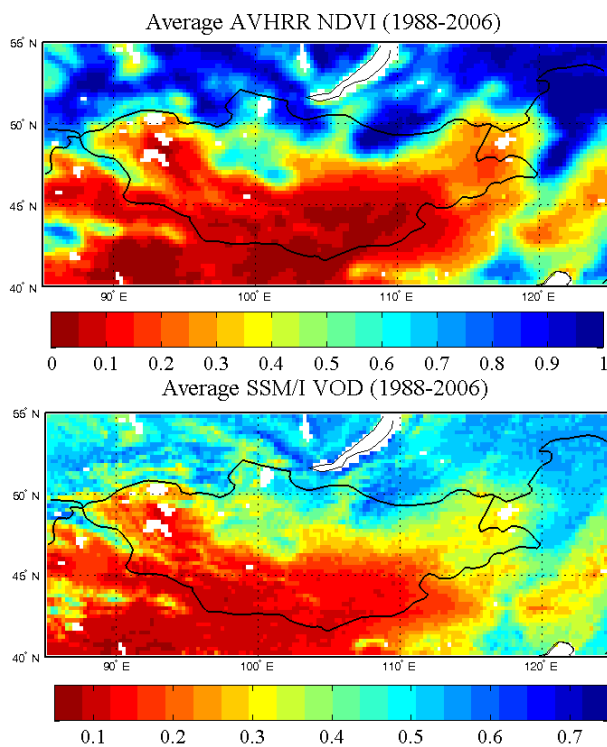 Average AVHRR NDVI (1988-2006)
55° N
50° N
45° N
40° N
90° E 100° E 110° E 120° E
0 0.1 0.2 0.3 0.4 0.5 0.6 0.7 0.8 0.9 1
Average SSM/I VOD (1988-2006)
55° N
50° N
45° N
40° N
90° E 100° E 110° E 120° E
0.1 0.2 0.3 0.4 0.5 0.6 0.7